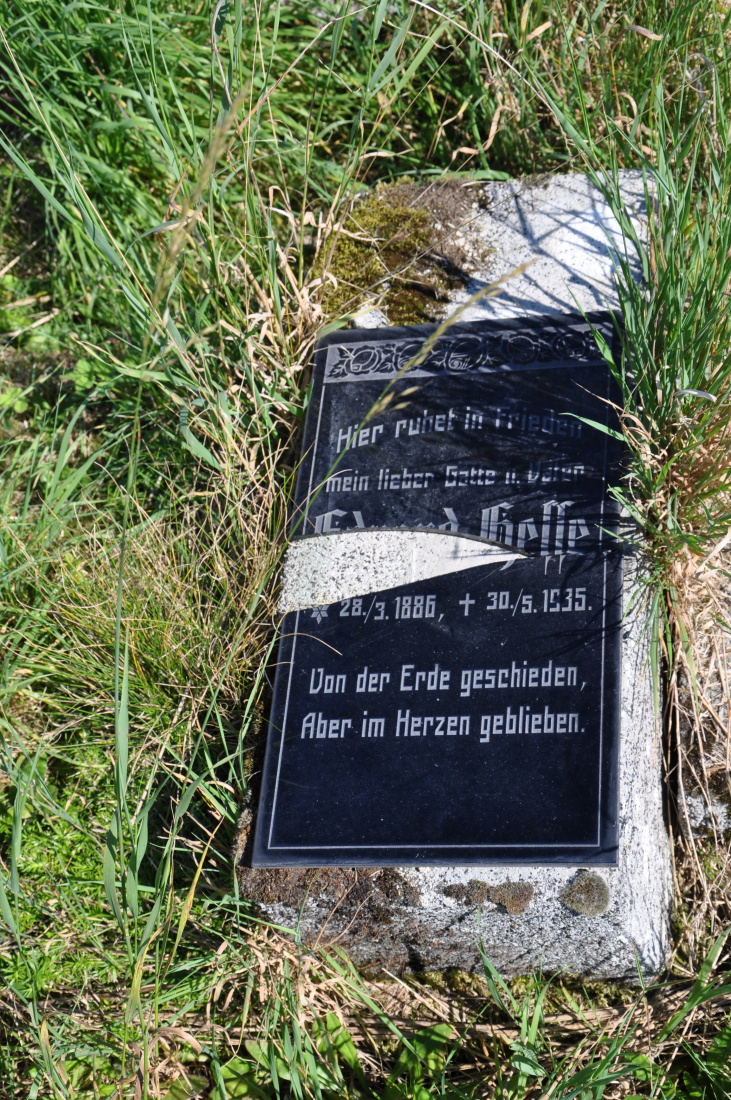 Hier ruhet in Frieden
mein lieber Gatte u. Vater
Hesse
* 28./3. 1886, + 30./5. 1935.
Von der Erde geschieden,
Aber im Herzen geblieben.